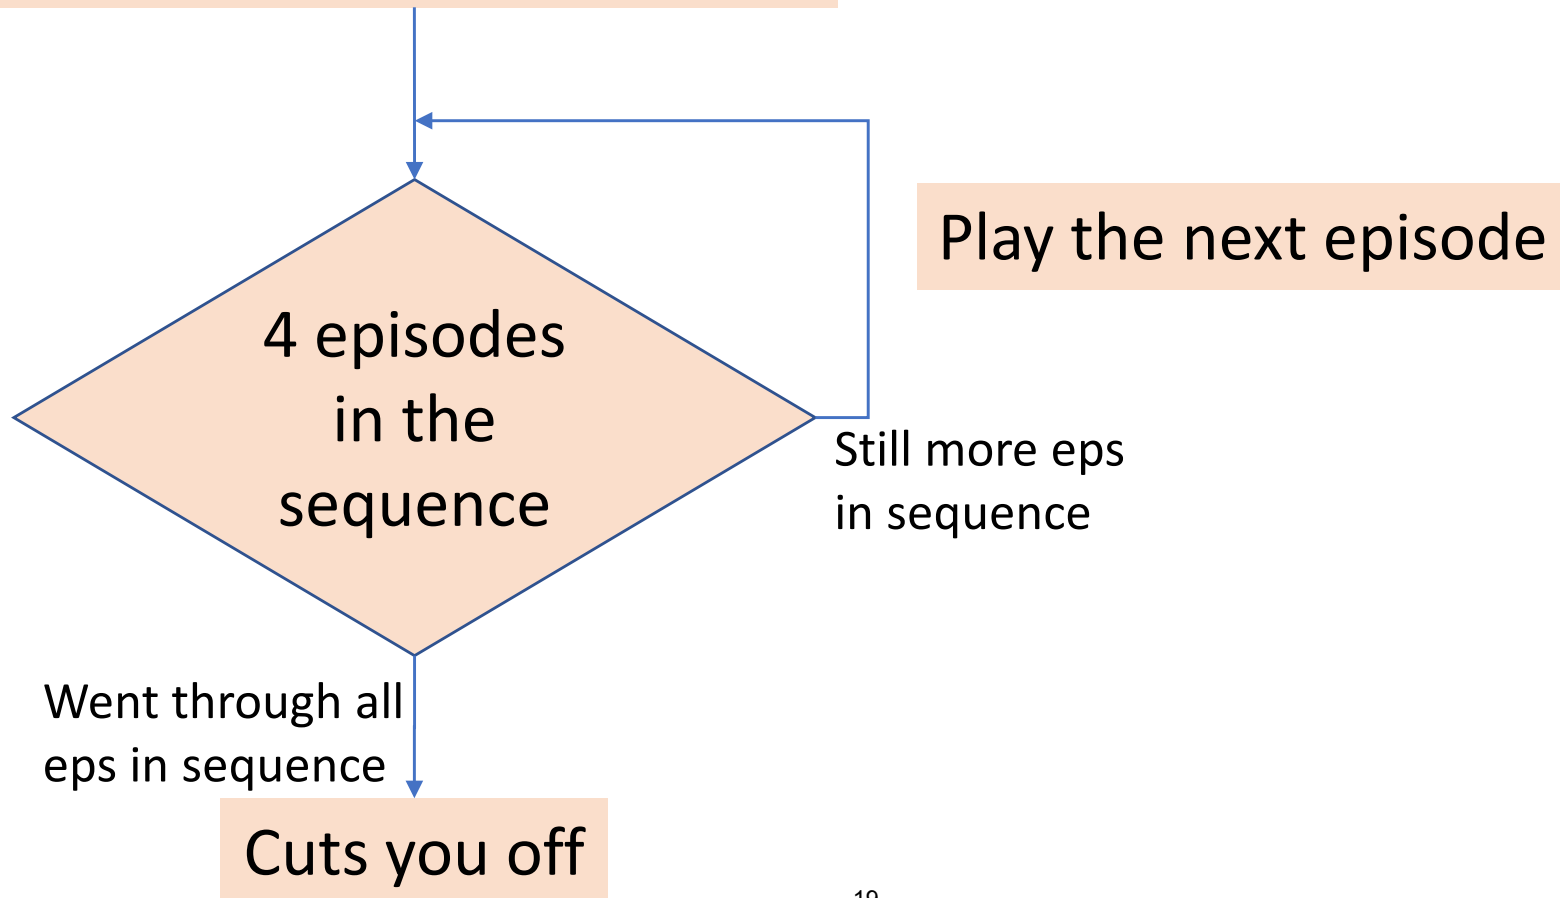 Play the next episode
4 episodes
in the
sequence
Still more eps
in sequence
Went through all
eps in sequence
Cuts you off
19